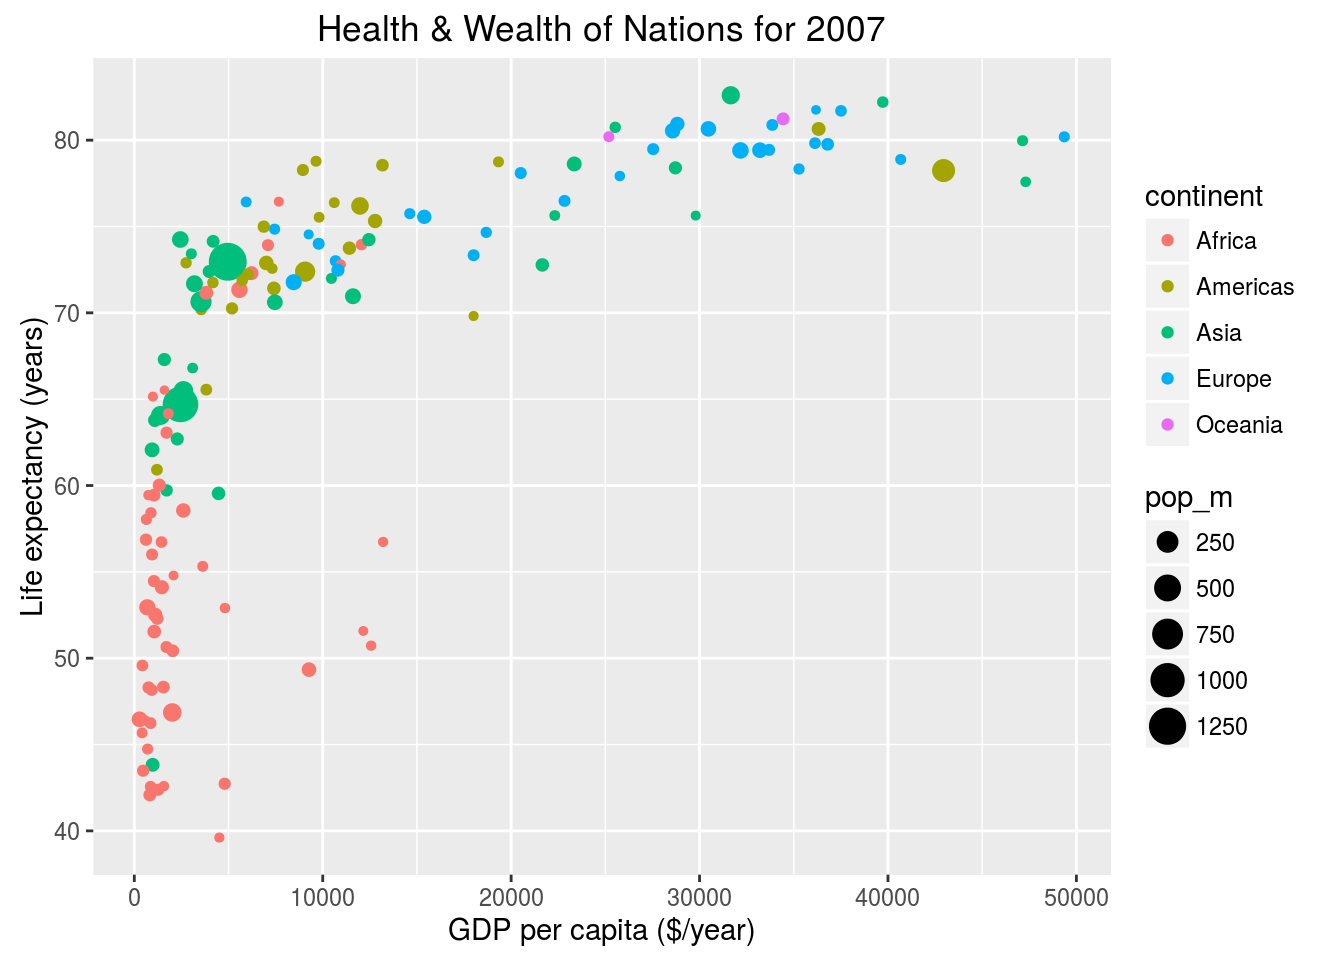 Health & Wealth of Nations for 2007
Life expectancy (years)
80
70
60
50
40
0
10000
20000
30000
40000
50000
GDP per capita ($/year)
continent
Africa
Americas
Asia
Europe
Oceania
pop_m
250
500
750
1000
1250